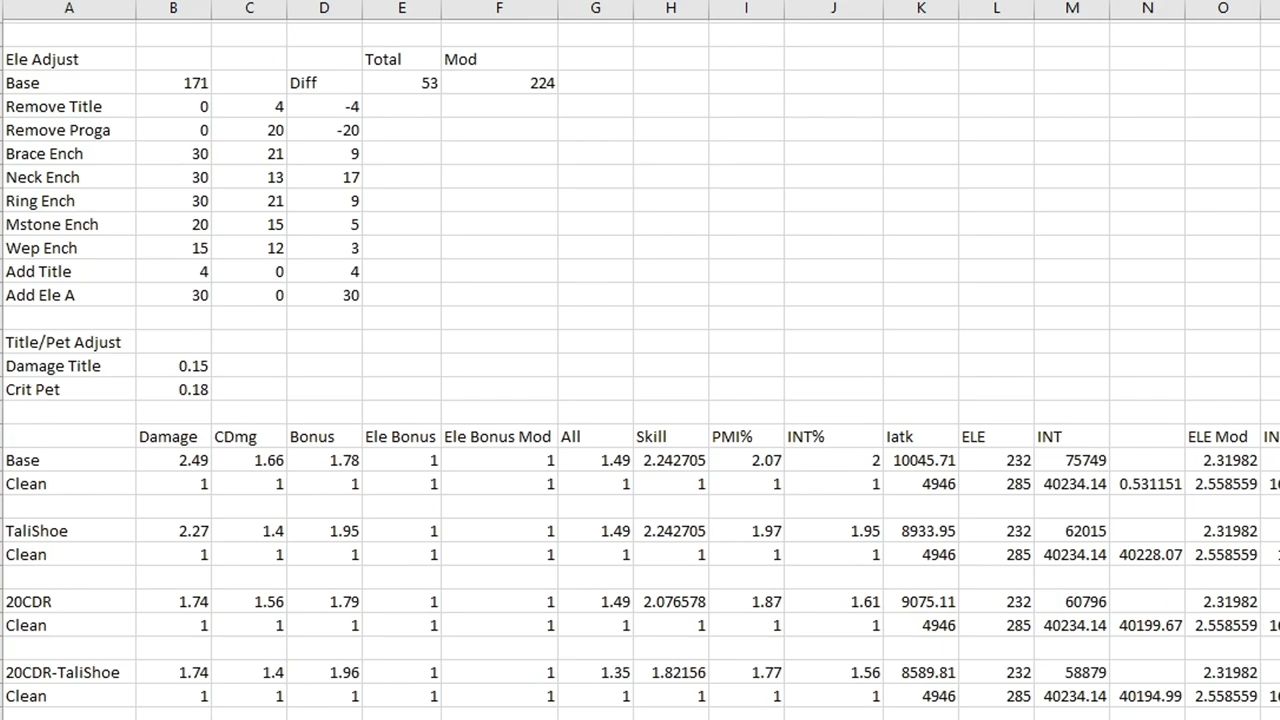 A B C D E F G H I J K L M N O
Ele Adjust Total Mod
Base 171 Diff 53 224
Remove Title 0 4 -4
Remove Proga 0 20 -20
Brace Ench 30 21 9
Neck Ench 30 13 17
Ring Ench 30 21 9
Mstone Ench 20 15 5
Wep Ench 15 12 3
Add Title 4 0 4
Add Ele A 30 0 30
Title/Pet Adjust
Damage Title 0.15
Crit Pet 0.18
Damage CDmg Bonus Ele Bonus Ele Bonus Mod All Skill PMI% INT% Iatk ELE INT ELE Mod IN
Base 2.49 1.66 1.78 1 1 1.49 2.242705 2.07 2 10045.71 232 75749 2.31982
Clean 1 1 1 1 1 1 1 1 1 4946 285 40234.14 0.531151 2.558559 16
TaliShoe 2.27 1.4 1.95 1 1 1.49 2.242705 1.97 1.95 8933.95 232 62015 2.31982
Clean 1 1 1 1 1 1 1 1 1 4946 285 40234.14 40228.07 2.558559 1
20CDR 1.74 1.56 1.79 1 1 1.49 2.076578 1.87 1.61 9075.11 232 60796 2.31982
Clean 1 1 1 1 1 1 1 1 1 4946 285 40234.14 40199.67 2.558559 16
20CDR-TaliShoe 1.74 1.4 1.96 1 1 1.35 1.82156 1.77 1.56 8589.81 232 58879 2.31982
Clean 1 1 1 1 1 1 1 1 1 4946 285 40234.14 40194.99 2.558559 16